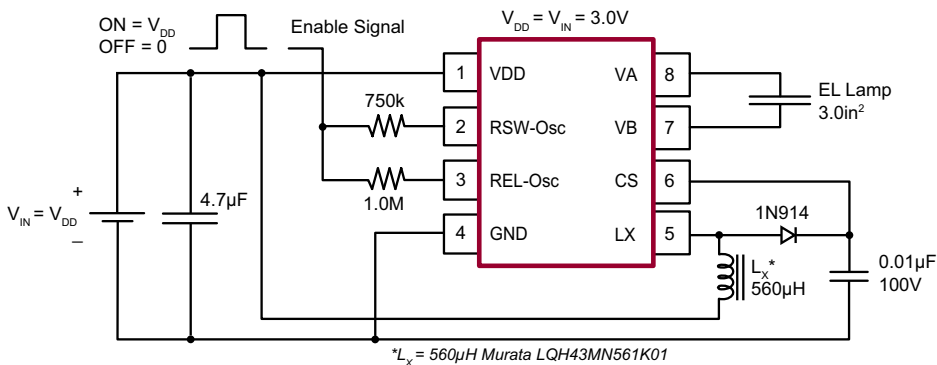 ON = VDD
OFF = 0
Enable Signal
VDD = VIN = 3.0V
1 VDD
VA 8
EL Lamp
3.0in²
750k
2 RSW-Osc
VB 7
3 REL-Osc
CS 6
1.0M
+
VIN = VDD
–
4.7µF
4 GND
LX 5
1N914
LX*
560µH
0.01µF
100V
*LX = 560µH Murata LQH43MN561K01